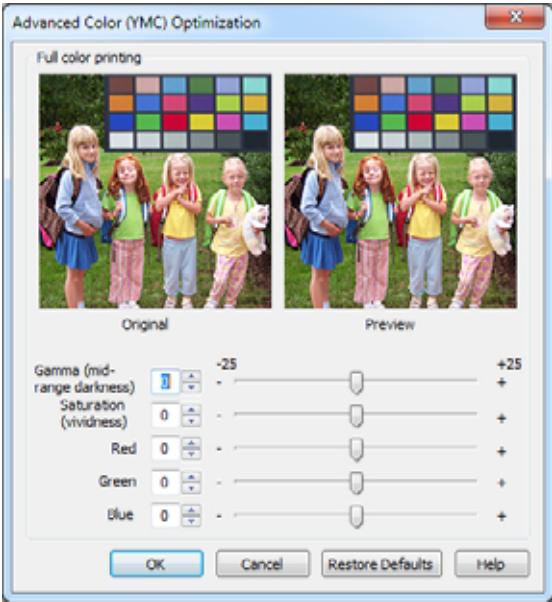 Advanced Color (YMC) Optimization
Full color printing
Original
Preview
-25
+25
Gamma (mid-
range darkness)
0
-
+
Saturation
(vividness)
0
-
+
Red
0
-
+
Green
0
-
+
Blue
0
-
+
OK
Cancel
Restore Defaults
Help